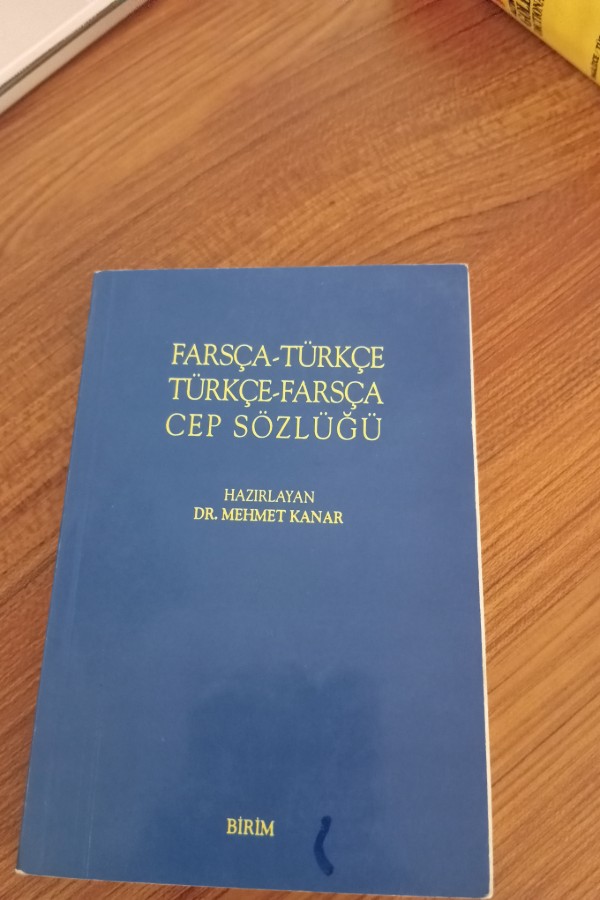 FARSÇA-TÜRKÇE
TÜRKÇE-FARSÇA
CEP SÖZLÜĞÜ
HAZIRLAYAN
DR. MEHMET KANAR
BİRİM